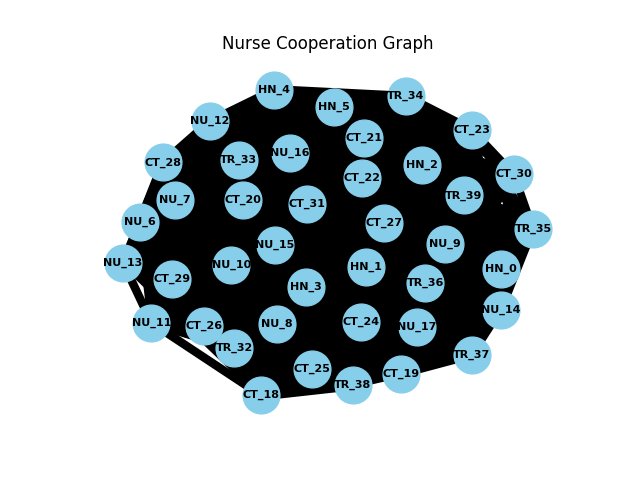 Nurse Cooperation Graph
HN_4
TR_34
HN_5
NU_12
CT_23
CT_21
NU_16
TR_33
CT_28
HN_2
CT_30
CT_22
TR_39
NU_7
CT_20
CT_31
NU_6
CT_27
TR_35
NU_15
NU_9
NU_13
NU_10
HN_1
HN_0
CT_29
TR_36
HN_3
NU_14
NU_11
CT_26
NU_8
CT_24
NU_17
TR_32
TR_37
CT_25
CT_19
TR_38
CT_18